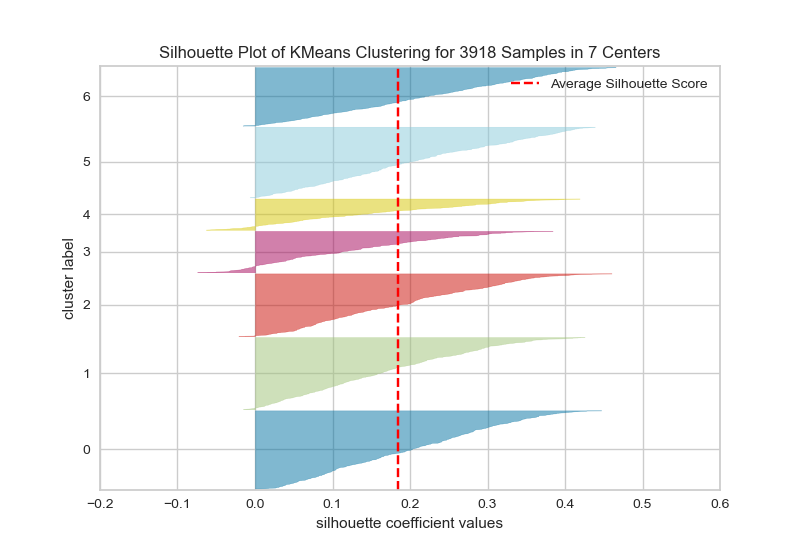 Silhouette Plot of KMeans Clustering for 3918 Samples in 7 Centers
Average Silhouette Score
cluster label
6
5
4
3
2
1
0
−0.2 −0.1 0.0 0.1 0.2 0.3 0.4 0.5 0.6
silhouette coefficient values